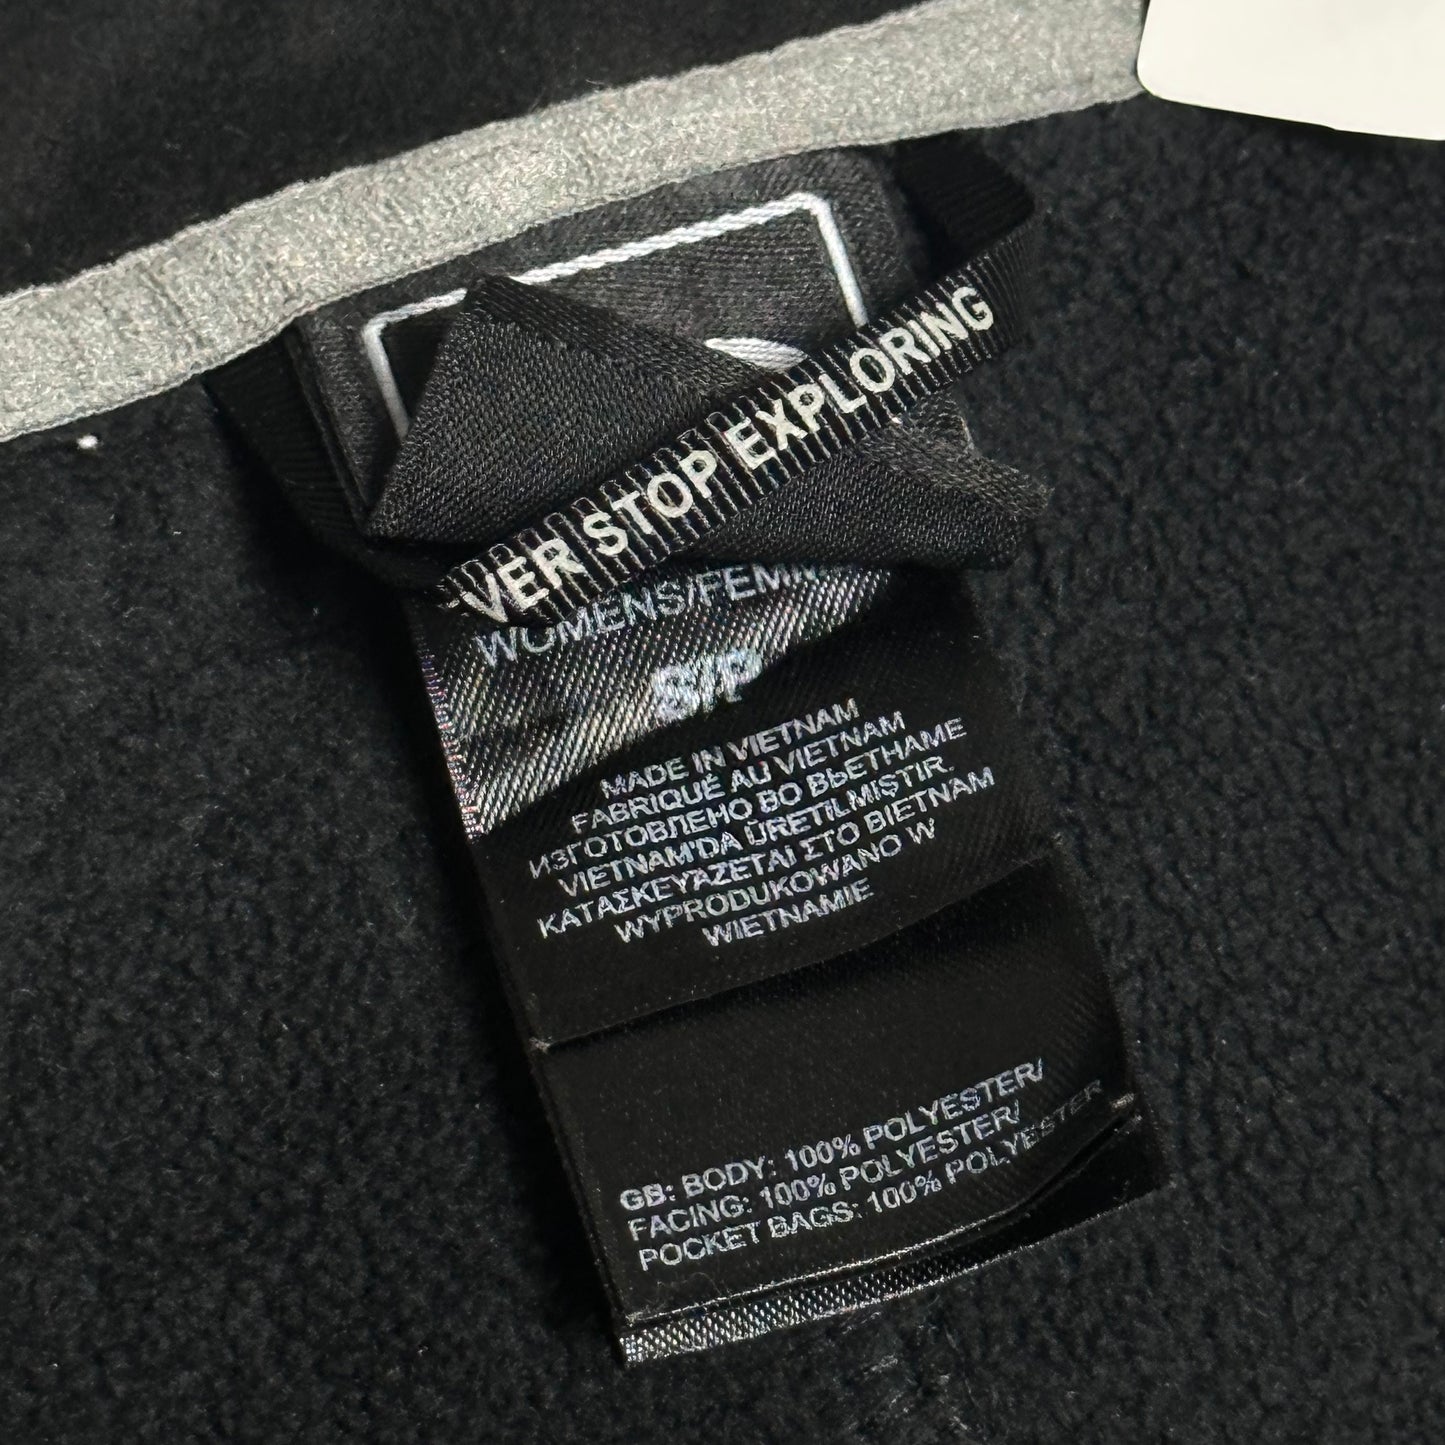 VER STOP EXPLORING
WOMENS/FEMM
S/P
MADE IN VIETNAM
FABRIQUÉ AU VIETNAM
ИЗГОТОВЛЕНО ВО ВЬЕТНАМЕ
VIETNAM'DA ÜRETILMIŞTIR.
ΚΑΤΑΣΚΕΥΑΖΕΤΑΙ ΣΤΟ ΒΙΕΤΝΑΜ
WYPRODUKOWANO W
WIETNAMIE
GB: BODY: 100% POLYESTER/
FACING: 100% POLYESTER/
POCKET BAGS: 100% POLYESTER